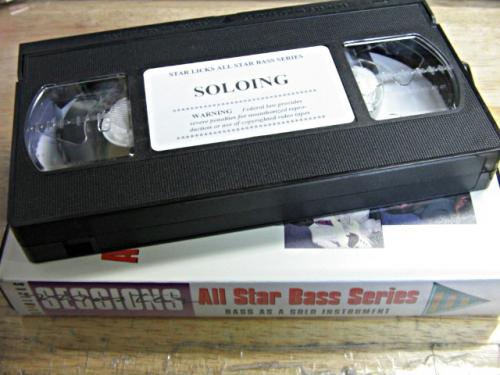 STAR LICKS ALL STAR BASS SERIES
SOLOING
WARNING Federal law provides
severe penalties for unauthorized repro-
duction or use of copyrighted video tapes
A
SESSIONS
All Star Bass Series
BASS AS A SOLO INSTRUMENT